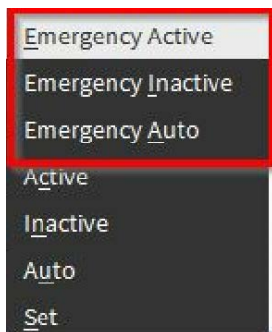 Emergency Active
Emergency Inactive
Emergency Auto
Active
Inactive
Auto
Set